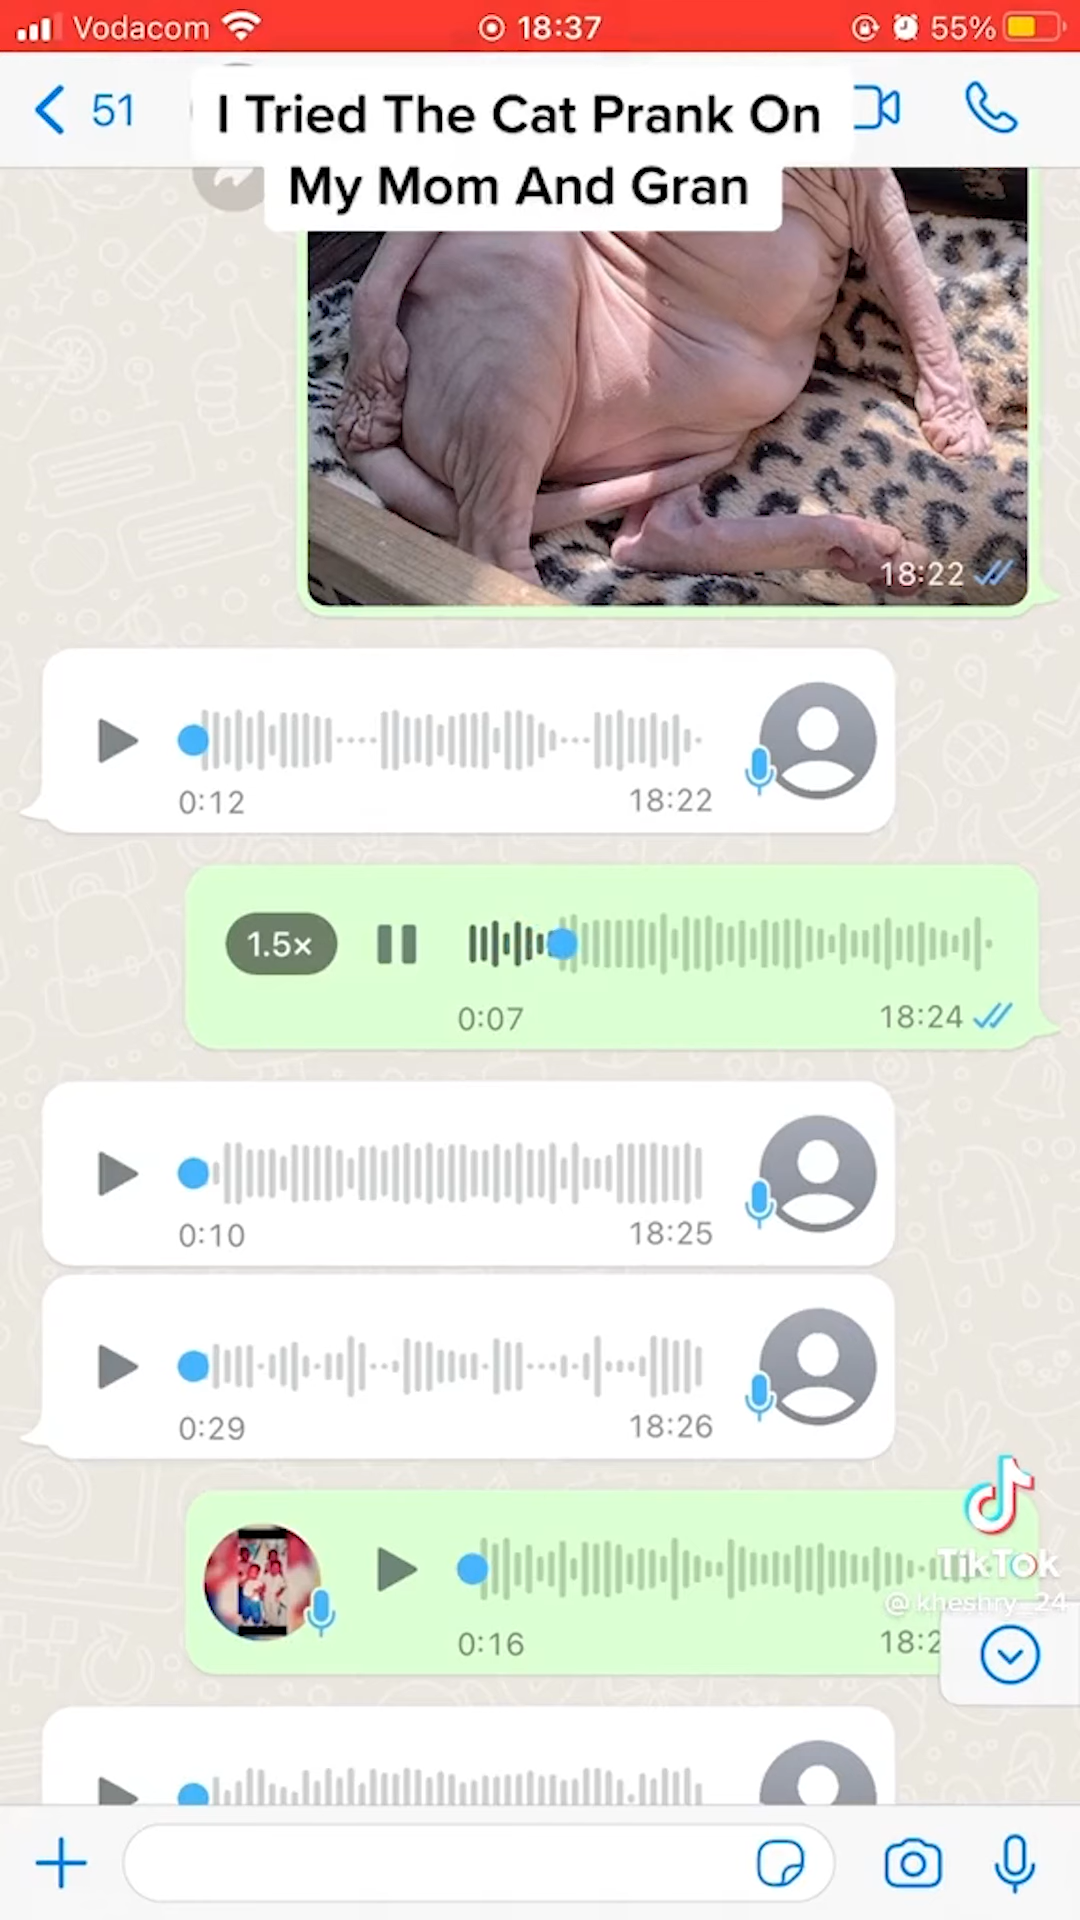 Vodacom 18:37 55%
51
I Tried The Cat Prank On
My Mom And Gran
18:22
0:12 18:22
1.5×
0:07 18:24
0:10 18:25
0:29 18:26
TikTok
@kheshry_24
0:16